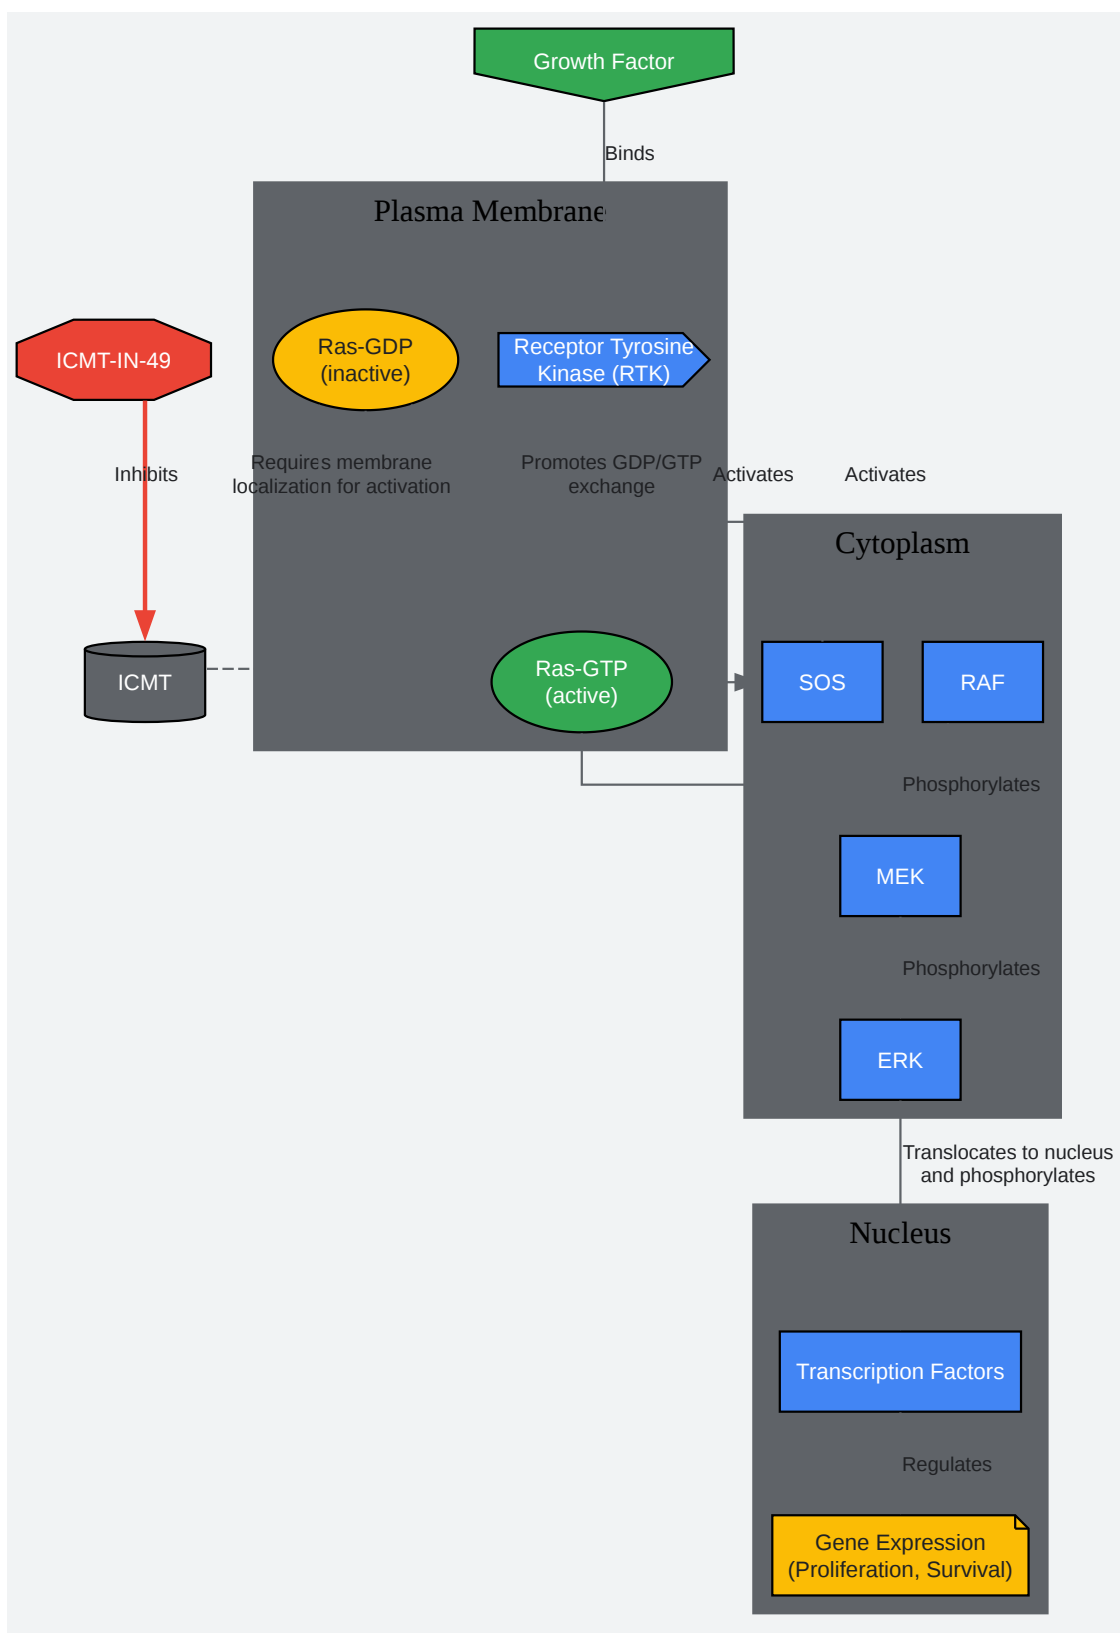 Growth Factor
Binds
Plasma Membrane
ICMT-IN-49
Ras-GDP
(inactive)
Receptor Tyrosine
Kinase (RTK)
Inhibits
Requires membrane
localization for activation
Promotes GDP/GTP
exchange
Activates
Activates
Cytoplasm
ICMT
Ras-GTP
(active)
SOS
RAF
Phosphorylates
MEK
Phosphorylates
ERK
Translocates to nucleus
and phosphorylates
Nucleus
Transcription Factors
Regulates
Gene Expression
(Proliferation, Survival)